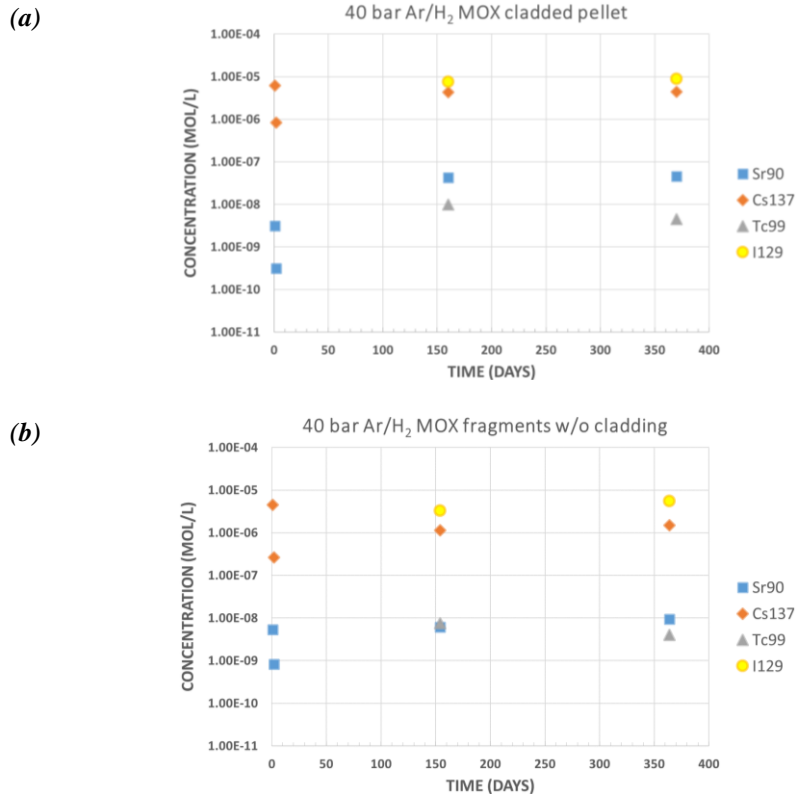 (a)
40 bar Ar/H₂ MOX cladded pellet
CONCENTRATION (MOL/L)
1.00E-04
1.00E-05
1.00E-06
1.00E-07
1.00E-08
1.00E-09
1.00E-10
1.00E-11
0 50 100 150 200 250 300 350 400
TIME (DAYS)
Sr90
Cs137
Tc99
I129
(b)
40 bar Ar/H₂ MOX fragments w/o cladding
CONCENTRATION (MOL/L)
1.00E-04
1.00E-05
1.00E-06
1.00E-07
1.00E-08
1.00E-09
1.00E-10
1.00E-11
0 50 100 150 200 250 300 350 400
TIME (DAYS)
Sr90
Cs137
Tc99
I129